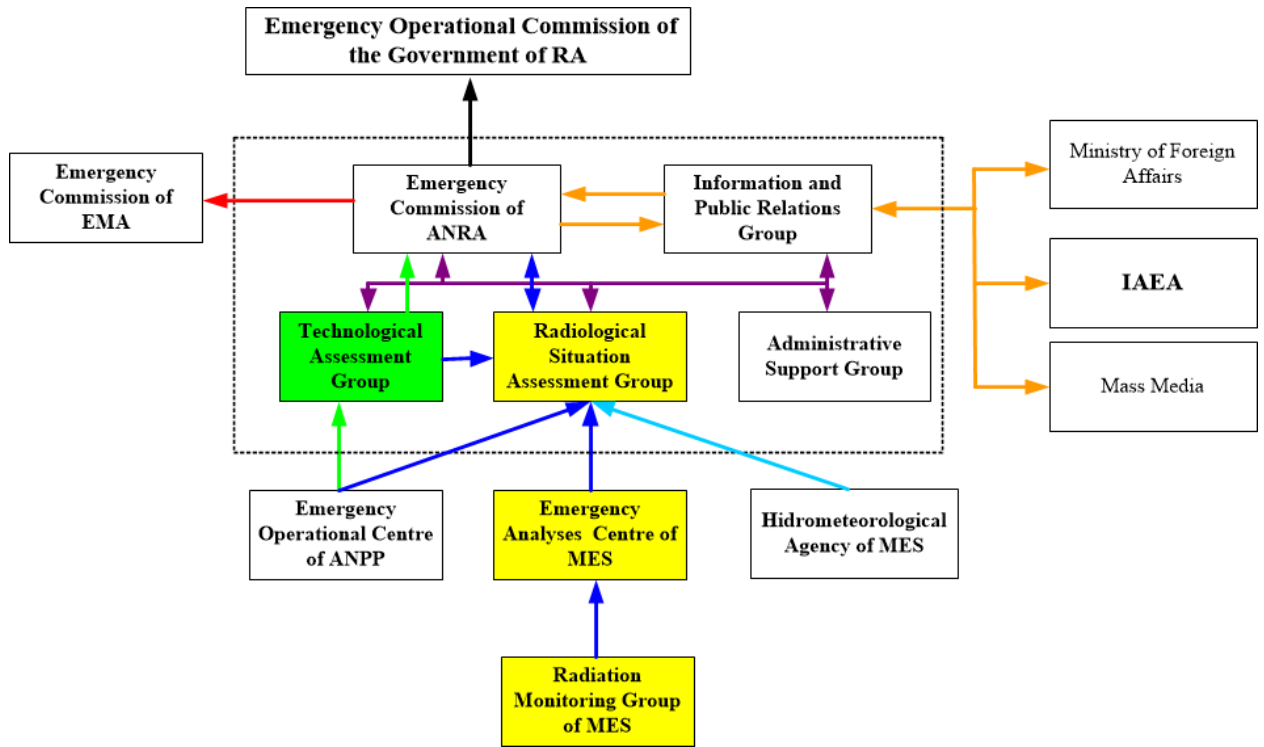 Emergency Operational Commission of
the Government of RA
Emergency
Commission of
EMA
Emergency
Commission of
ANRA
Information and
Public Relations
Group
Ministry of Foreign
Affairs
IAEA
Mass Media
Technological
Assessment
Group
Radiological
Situation
Assessment Group
Administrative
Support Group
Emergency
Operational Centre
of ANPP
Emergency
Analyses Centre of
MES
Hidrometeorological
Agency of MES
Radiation
Monitoring Group
of MES